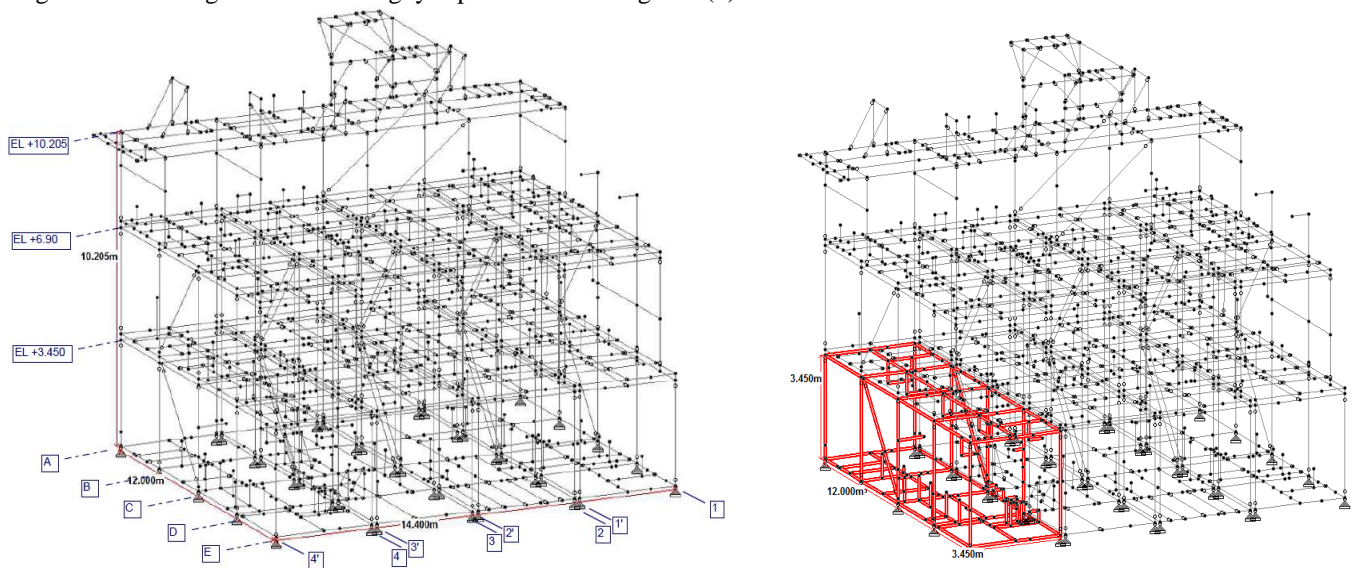 EL +10.205
EL +6.90
10.205m
EL +3.450
A
B
12.000m
C
D
E
4'
4
3'
14.400m
3
2'
2
1'
1
3.450m
12.000m
3.450m